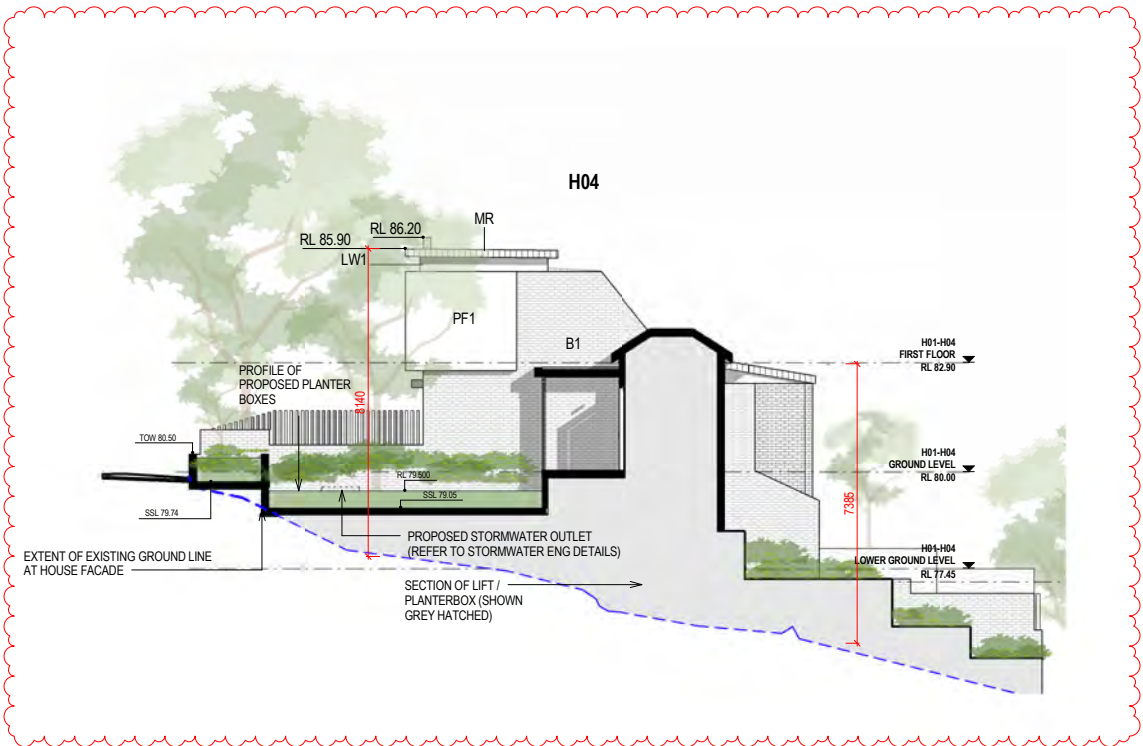 H04
MR
RL 86.20
RL 85.90
LW1
PF1
B1
H01-H04
FIRST FLOOR
RL 82.90
PROFILE OF
PROPOSED PLANTER
BOXES
8140
TOW 80.50
H01-H04
GROUND LEVEL
RL 80.00
RL 79.500
SSL 79.05
SSL 79.74
7385
PROPOSED STORMWATER OUTLET
(REFER TO STORMWATER ENG DETAILS)
EXTENT OF EXISTING GROUND LINE
AT HOUSE FACADE
H01-H04
LOWER GROUND LEVEL
RL 77.45
SECTION OF LIFT /
PLANTERBOX (SHOWN
GREY HATCHED)